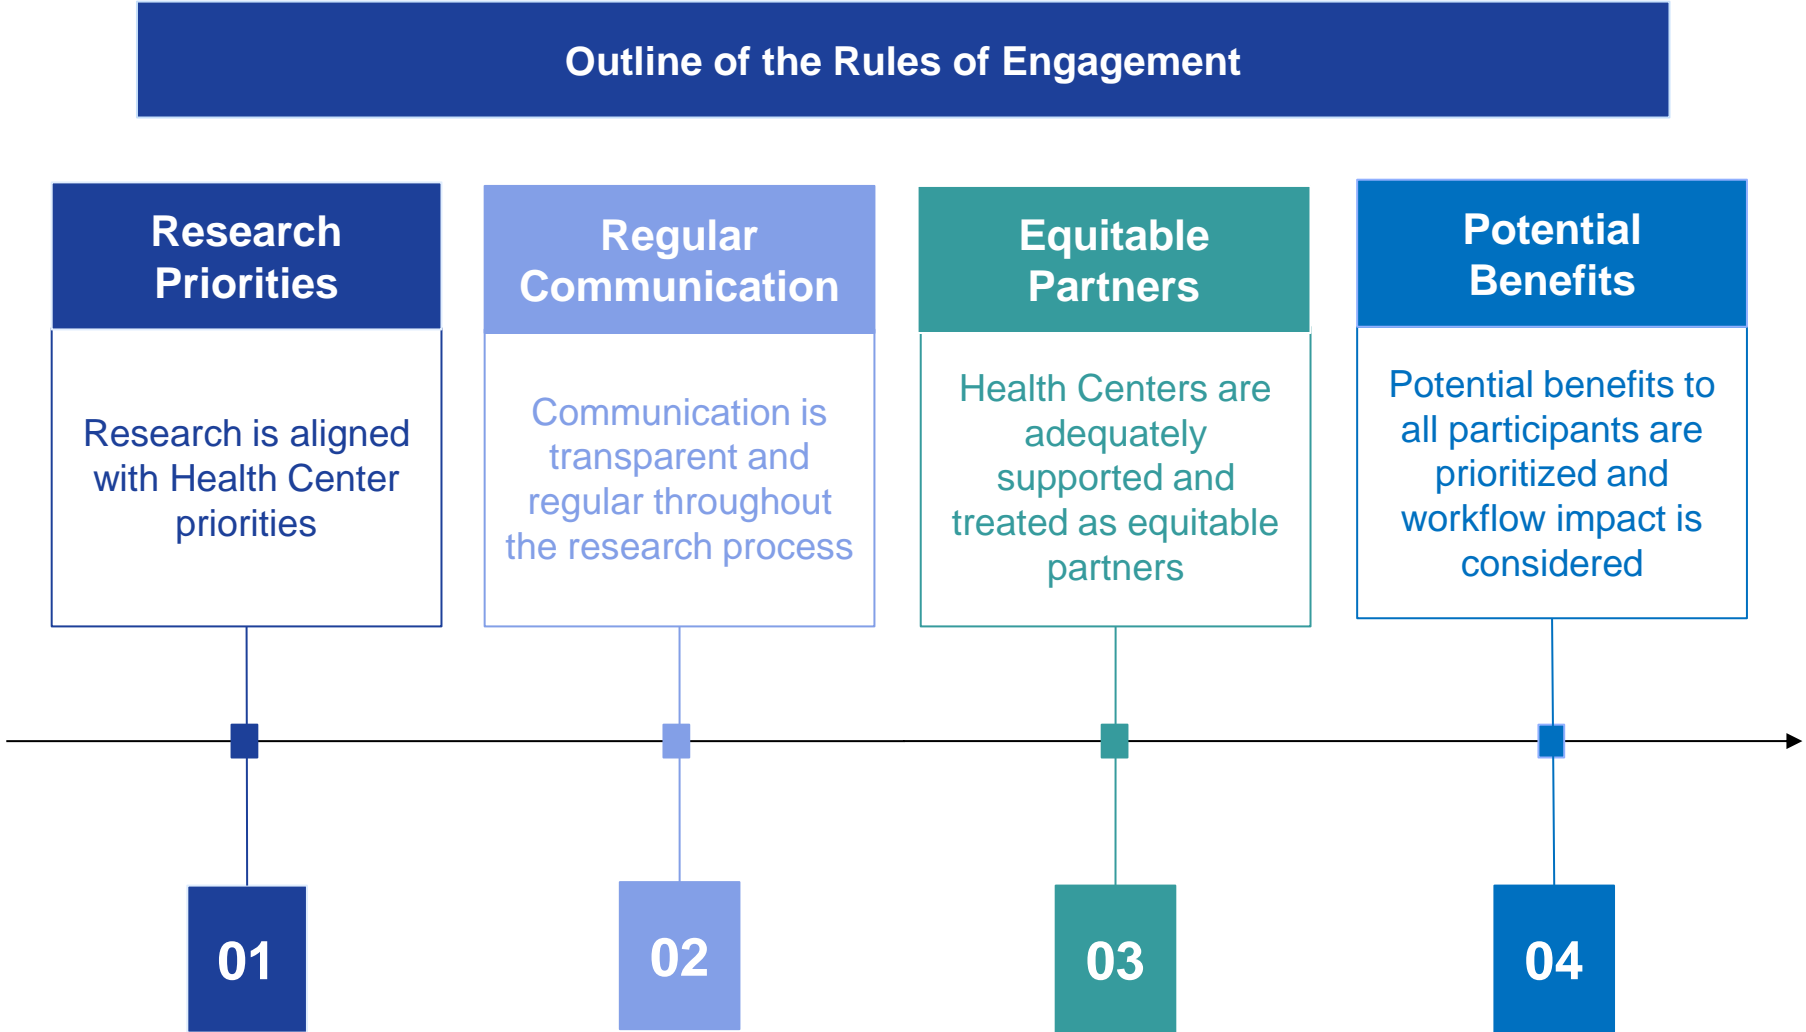 Outline of the Rules of Engagement
Research
Priorities
Research is aligned
with Health Center
priorities
Regular
Communication
Communication is
transparent and
regular throughout
the research process
Equitable
Partners
Health Centers are
adequately
supported and
treated as equitable
partners
Potential
Benefits
Potential benefits to
all participants are
prioritized and
workflow impact is
considered
01
02
03
04